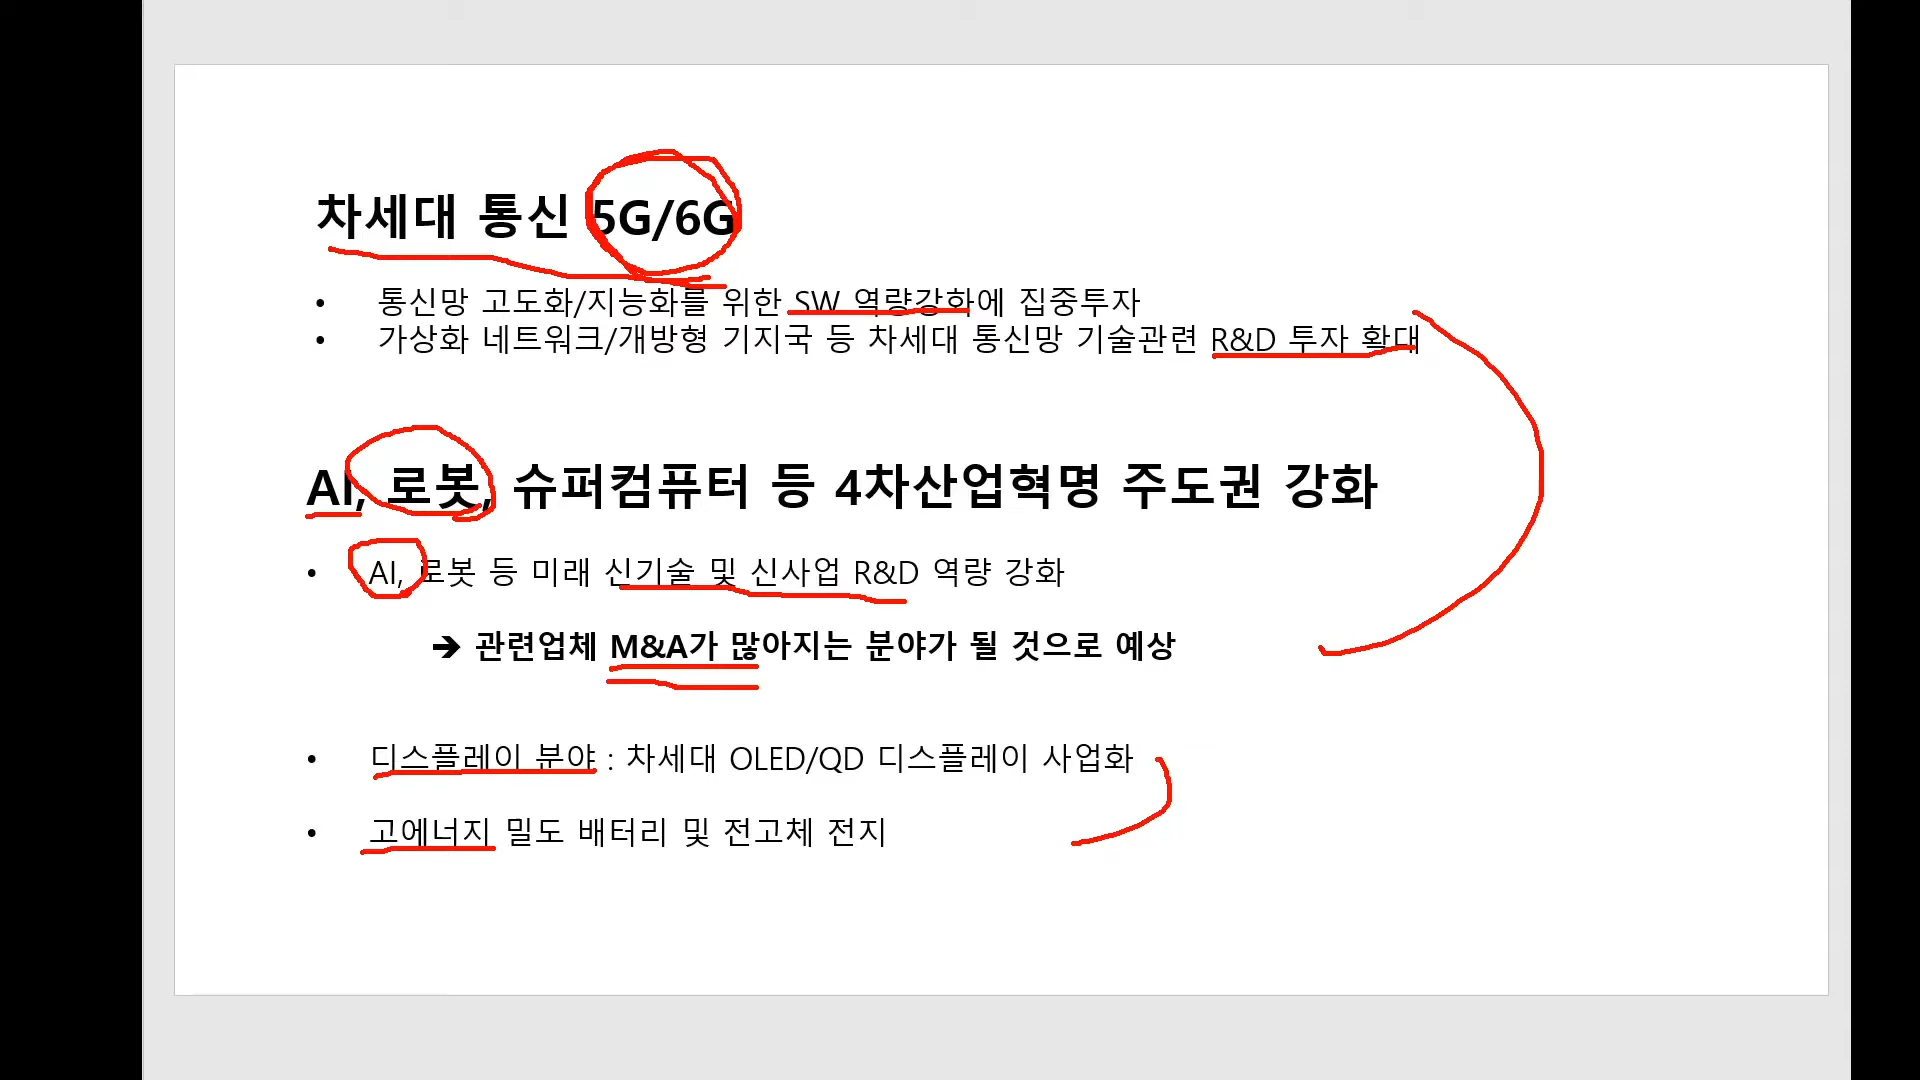 차세대 통신 5G/6G
• 통신망 고도화/지능화를 위한 SW 역량강화에 집중투자
• 가상화 네트워크/개방형 기지국 등 차세대 통신망 기술관련 R&D 투자 확대
AI, 로봇, 슈퍼컴퓨터 등 4차산업혁명 주도권 강화
• AI, 로봇 등 미래 신기술 및 신사업 R&D 역량 강화
➔ 관련업체 M&A가 많아지는 분야가 될 것으로 예상
• 디스플레이 분야 : 차세대 OLED/QD 디스플레이 사업화
• 고에너지 밀도 배터리 및 전고체 전지